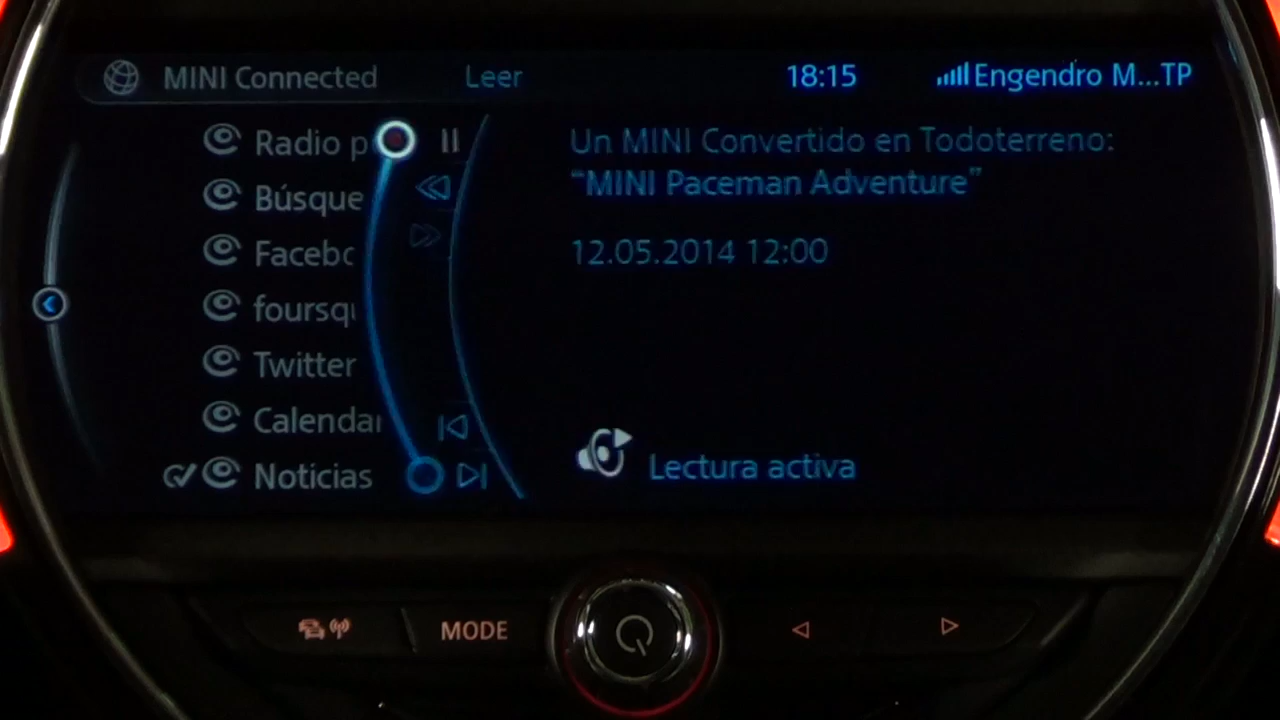 MINI Connected Leer 18:15 Engendro M...TP
Radio p
Búsque
Facebo
foursqu
Twitter
Calendar
Noticias
Un MINI Convertido en Todoterreno:
“MINI Paceman Adventure”
12.05.2014 12:00
Lectura activa
MODE